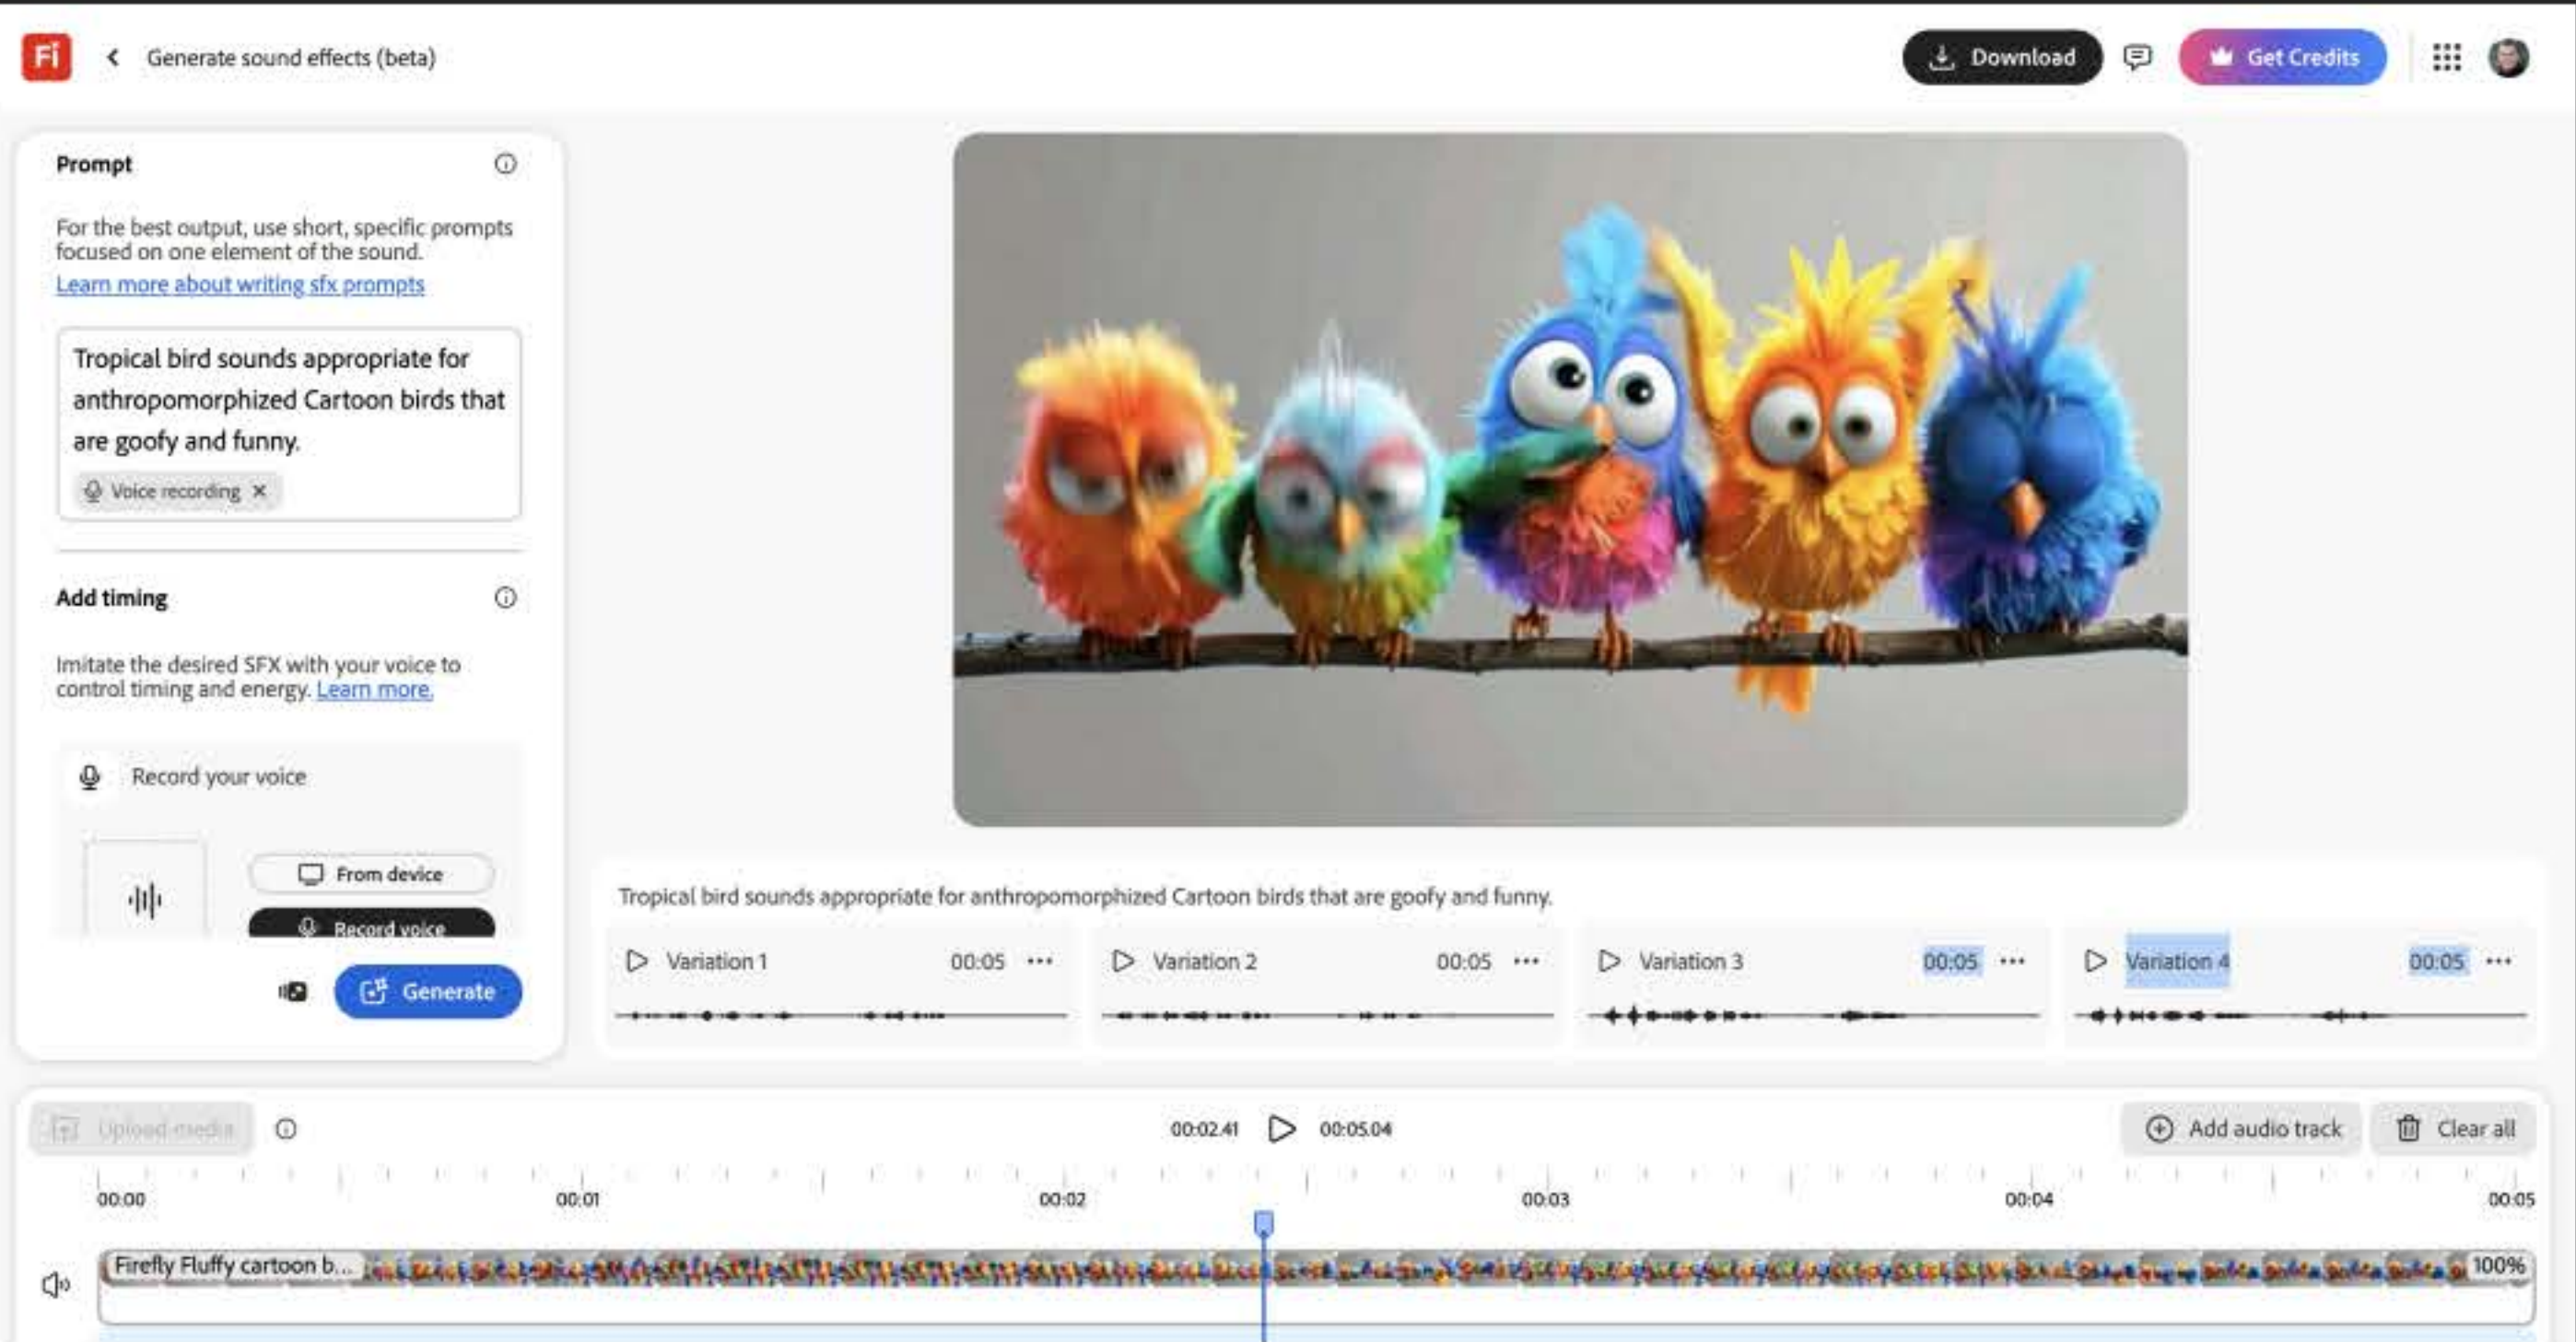 Fi
Generate sound effects (beta)
Download
Get Credits
Prompt
For the best output, use short, specific prompts
focused on one element of the sound.
Learn more about writing sfx prompts
Tropical bird sounds appropriate for
anthropomorphized Cartoon birds that
are goofy and funny.
Voice recording
Add timing
Imitate the desired SFX with your voice to
control timing and energy. Learn more.
Record your voice
From device
Record voice
Generate
Tropical bird sounds appropriate for anthropomorphized Cartoon birds that are goofy and funny.
Variation 1 00:05 ...
Variation 2 00:05 ...
Variation 3 00:05 ...
Variation 4 00:05 ...
Upload media
00:02.41 00:05.04
Add audio track
Clear all
00:00 00:01 00:02 00:03 00:04 00:05
Firefly Fluffy cartoon b... 100%